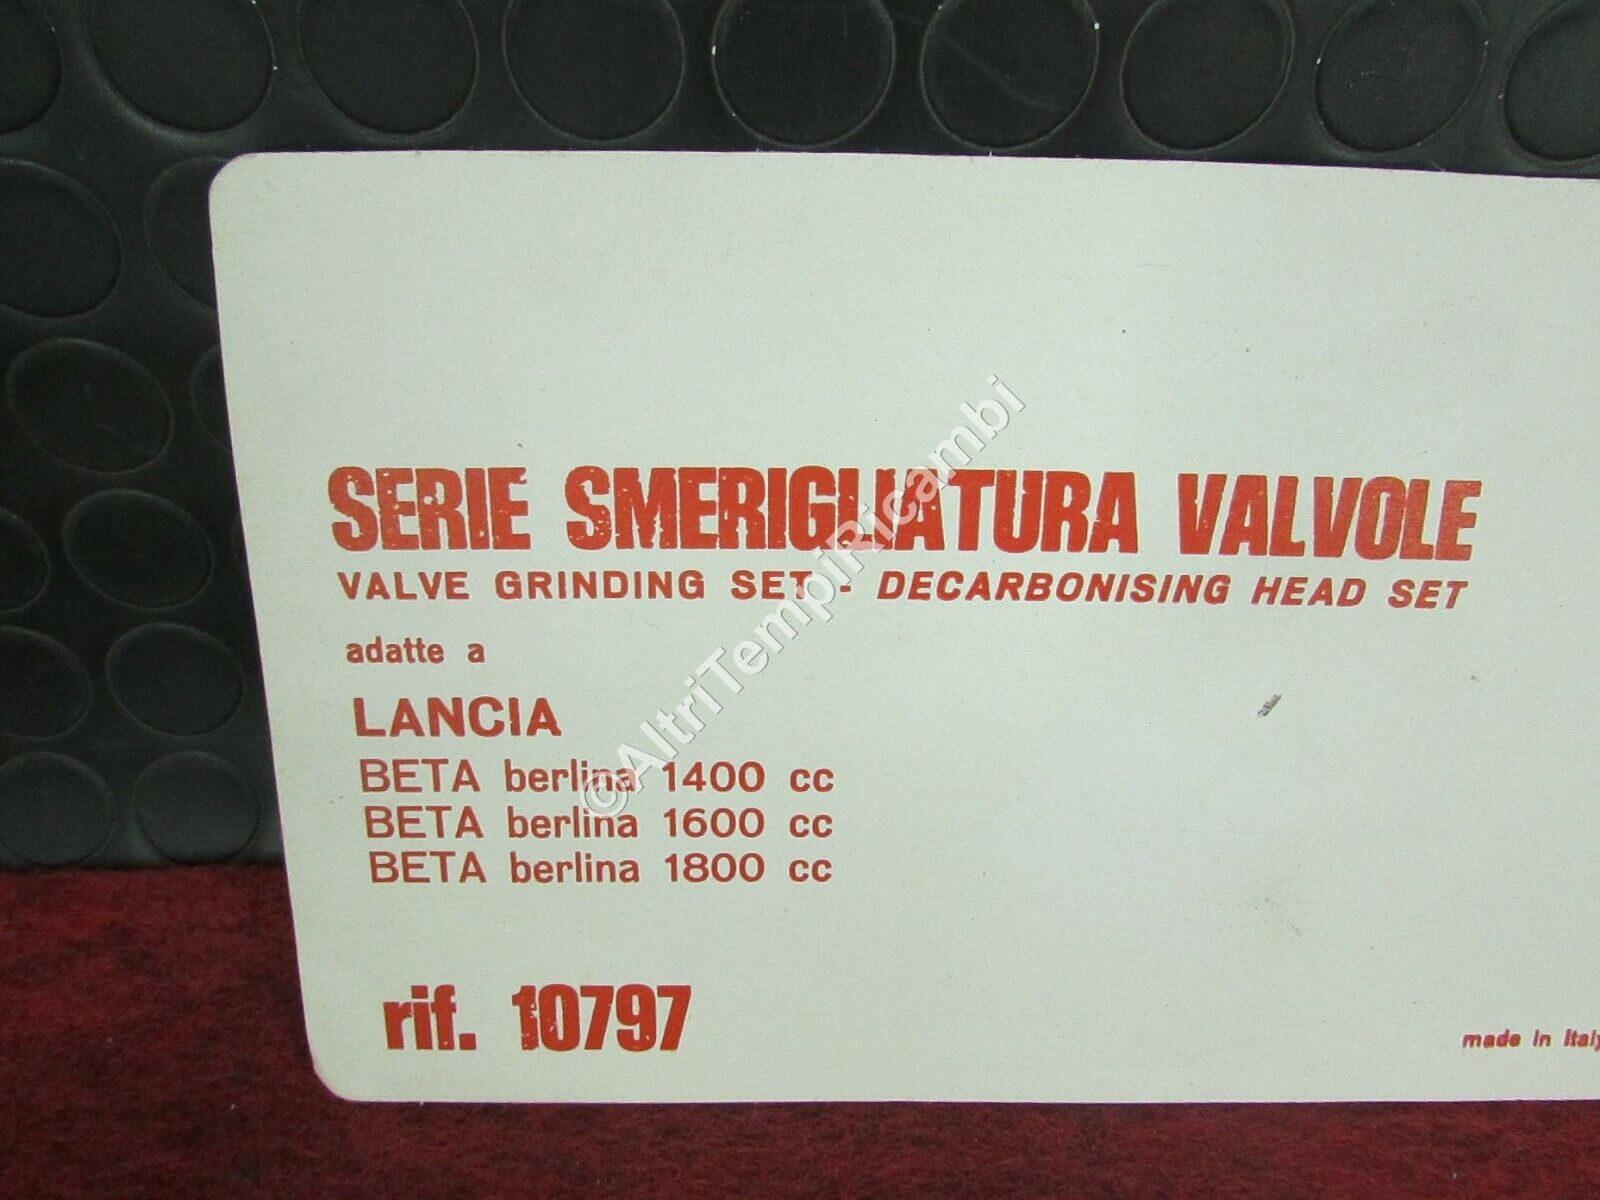 SERIE SMERIGLIATURA VALVOLE
VALVE GRINDING SET - DECARBONISING HEAD SET
adatte a
LANCIA
BETA berlina 1400 cc
BETA berlina 1600 cc
BETA berlina 1800 cc
rif. 10797
made in Italy
©AltriTempiRicambi